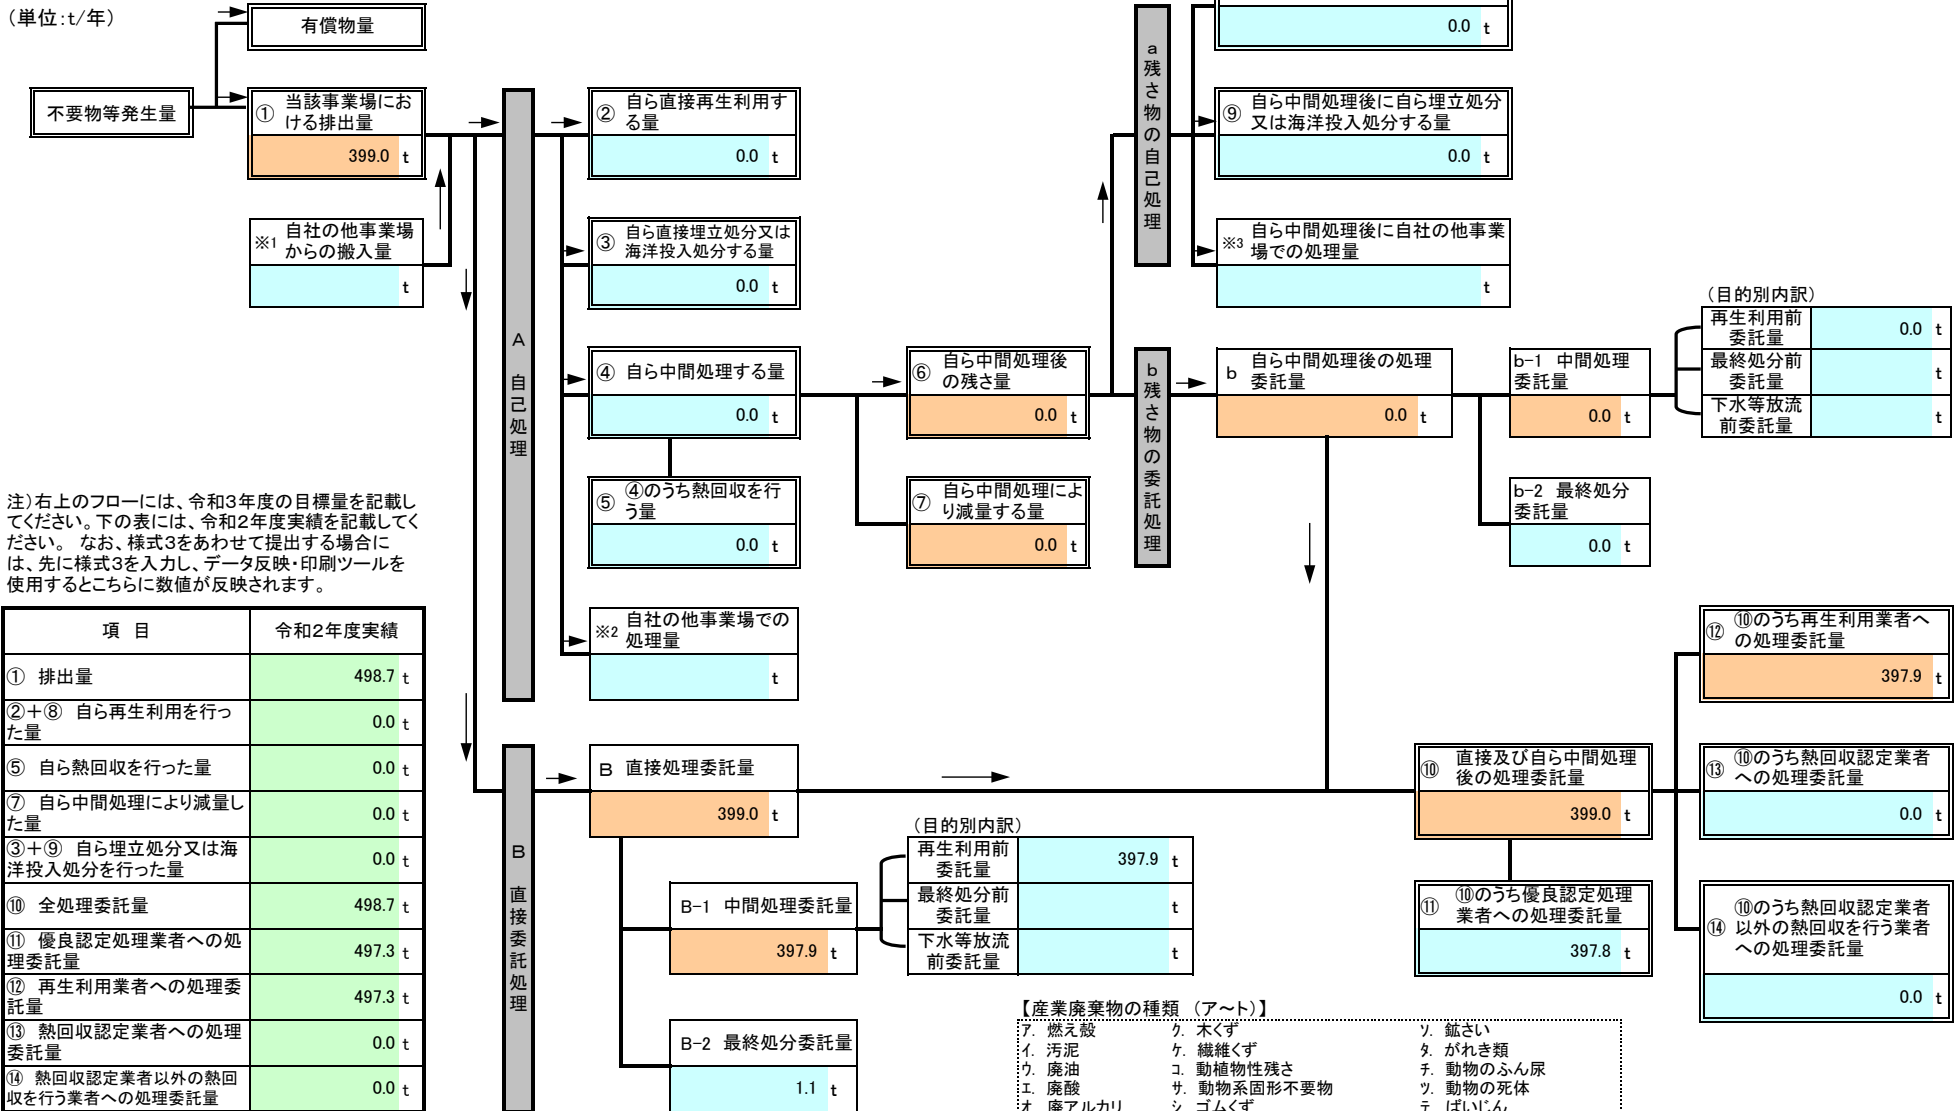 （単位:t/年）
有償物量
不要物等発生量
① 当該事業場にお
ける排出量
399.0 t
※1 自社の他事業場
からの搬入量
t
A 自己処理
② 自ら直接再生利用す
る量
0.0 t
③ 自ら直接埋立処分又は
海洋投入処分する量
0.0 t
④ 自ら中間処理する量
0.0 t
⑤ ④のうち熱回収を行
う量
0.0 t
※2 自社の他事業場での
処理量
t
⑥ 自ら中間処理後
の残さ量
0.0 t
⑦ 自ら中間処理によ
り減量する量
0.0 t
a 残さ物の自己処理
0.0 t
⑨ 自ら中間処理後に自ら埋立処分
又は海洋投入処分する量
0.0 t
※3 自ら中間処理後に自社の他事業
場での処理量
t
b 残さ物の委託処理
b 自ら中間処理後の処理
委託量
0.0 t
b-1 中間処理
委託量
0.0 t
b-2 最終処分
委託量
0.0 t
（目的別内訳）
再生利用前
委託量
0.0 t
最終処分前
委託量
t
下水等放流
前委託量
t
注）右上のフローには、令和3年度の目標量を記載し
てください。下の表には、令和2年度実績を記載してく
ださい。 なお、様式3をあわせて提出する場合に
は、先に様式3を入力し、データ反映・印刷ツールを
使用するとこちらに数値が反映されます。
項 目 令和2年度実績
① 排出量 498.7 t
②＋⑧ 自ら再生利用を行っ
た量
0.0 t
⑤ 自ら熱回収を行った量 0.0 t
⑦ 自ら中間処理により減量し
た量
0.0 t
③＋⑨ 自ら埋立処分又は海
洋投入処分を行った量
0.0 t
⑩ 全処理委託量 498.7 t
⑪ 優良認定処理業者への処
理委託量
497.3 t
⑫ 再生利用業者への処理委
託量
497.3 t
⑬ 熱回収認定業者への処理
委託量
0.0 t
⑭ 熱回収認定業者以外の熱回
収を行う業者への処理委託量
0.0 t
B 直接委託処理
B 直接処理委託量
399.0 t
B-1 中間処理委託量
397.9 t
B-2 最終処分委託量
1.1 t
（目的別内訳）
再生利用前
委託量
397.9 t
最終処分前
委託量
t
下水等放流
前委託量
t
⑩ 直接及び自ら中間処理
後の処理委託量
399.0 t
⑪ ⑩のうち優良認定処理
業者への処理委託量
397.8 t
⑫ ⑩のうち再生利用業者へ
の処理委託量
397.9 t
⑬ ⑩のうち熱回収認定業者
への処理委託量
0.0 t
⑭ ⑩のうち熱回収認定業者
以外の熱回収を行う業者
への処理委託量
0.0 t
【産業廃棄物の種類 （ア～ト）】
ｱ. 燃え殻 ｸ. 木くず ｿ. 鉱さい
ｲ. 汚泥 ｹ. 繊維くず ﾀ. がれき類
ｳ. 廃油 ｺ. 動植物性残さ ﾁ. 動物のふん尿
ｴ. 廃酸 ｻ. 動物系固形不要物 ﾂ. 動物の死体
ｵ. 廃アルカリ ｼ. ゴムくず ﾃ. ばいじん